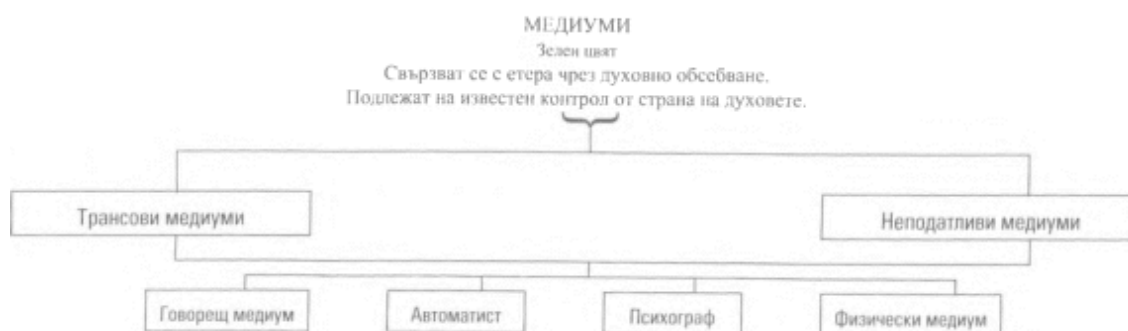 МЕДИУМИ
Зелен цвят
Свързват се с етера чрез духовно обсебване.
Подлежат на известен контрол от страна на духовете.
Трансови медиуми
Неподатливи медиуми
Говорещ медиум
Автоматист
Психограф
Физически медиум